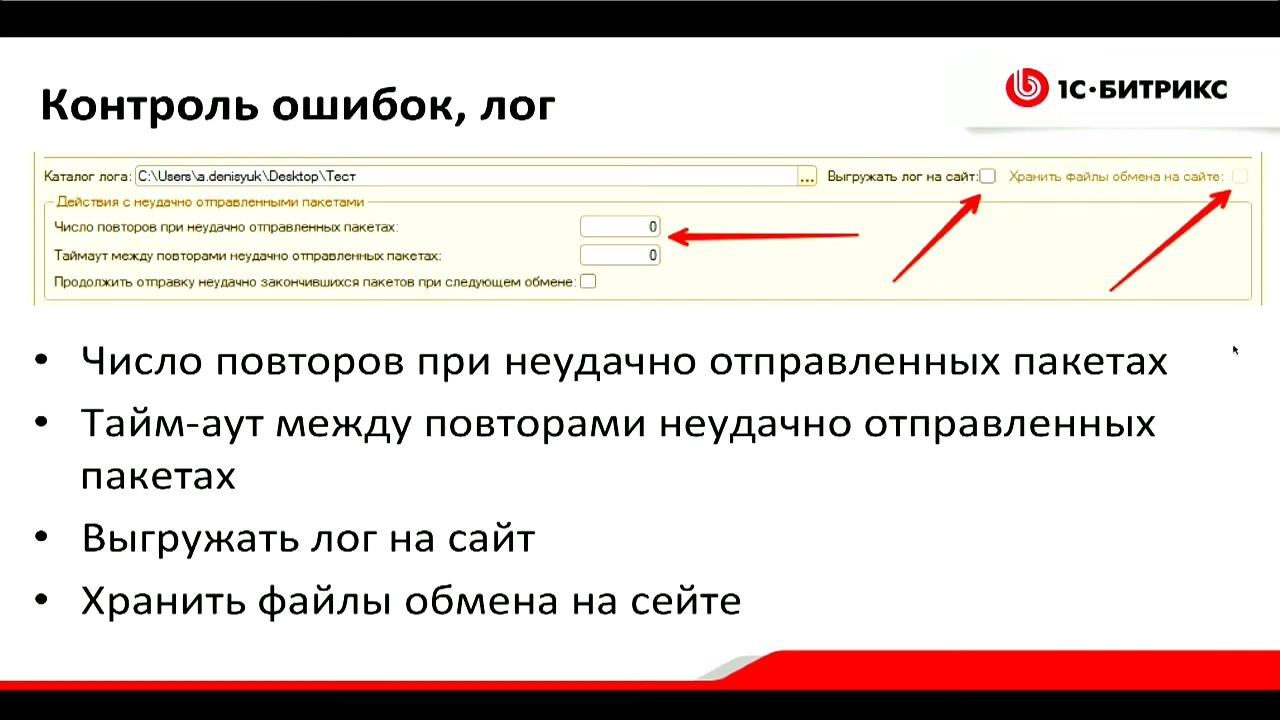 Контроль ошибок, лог
1С·БИТРИКС
Каталог лога: C:\Users\a.denisyuk\Desktop\Тест ... Выгружать лог на сайт: Хранить файлы обмена на сайте:
Действия с неудачно отправленными пакетами
Число повторов при неудачно отправленных пакетах: 0
Таймаут между повторами неудачно отправленных пакетах: 0
Продолжить отправку неудачно закончившихся пакетов при следующем обмене:
• Число повторов при неудачно отправленных пакетах
• Тайм-аут между повторами неудачно отправленных
пакетах
• Выгружать лог на сайт
• Хранить файлы обмена на сейте